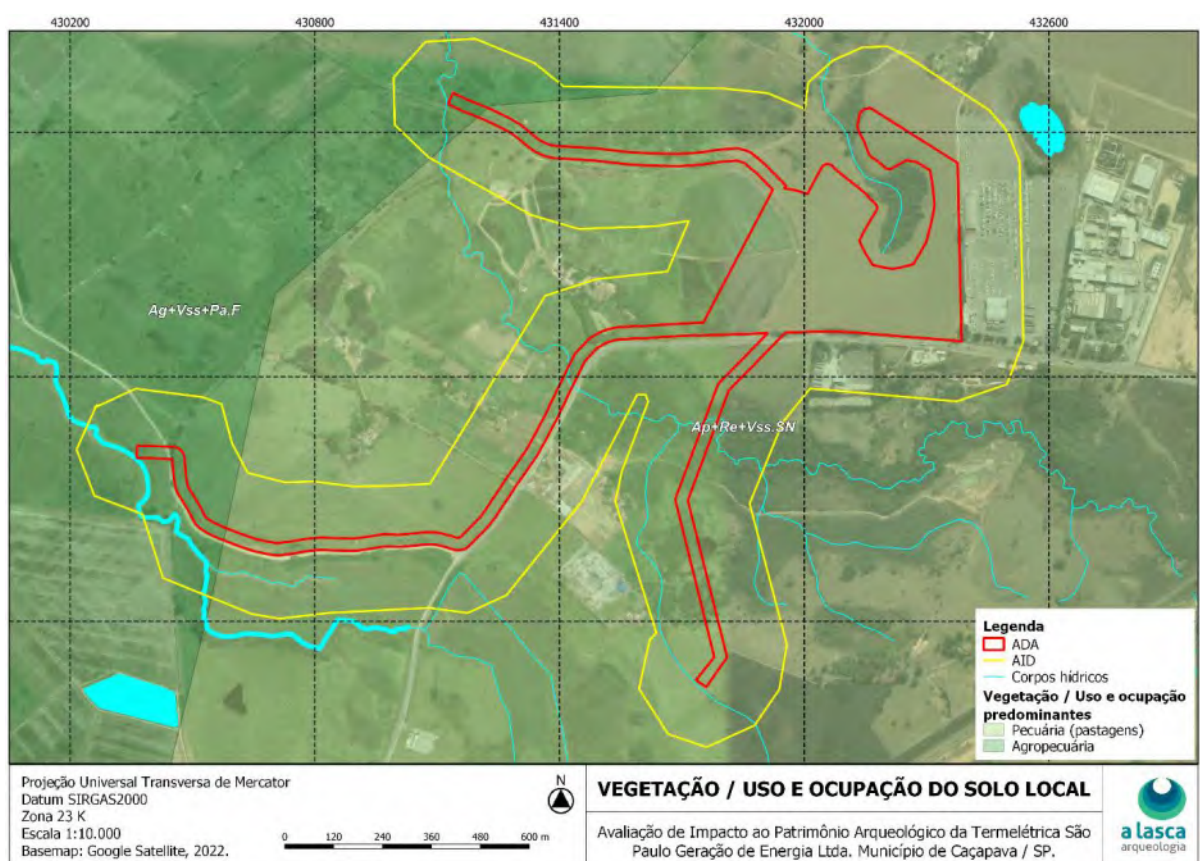 430200 430800 431400 432000 432600
Ag+Vss+Pa.F
Ap+Re+Vss.SN
Legenda
ADA
AID
Corpos hídricos
Vegetação / Uso e ocupação
predominantes
Pecuária (pastagens)
Agropecuária
Projeção Universal Transversa de Mercator
Datum SIRGAS2000
Zona 23 K
Escala 1:10.000
Basemap: Google Satellite, 2022.
N
0 120 240 360 480 600 m
VEGETAÇÃO / USO E OCUPAÇÃO DO SOLO LOCAL
Avaliação de Impacto ao Patrimônio Arqueológico da Termelétrica São
Paulo Geração de Energia Ltda. Município de Caçapava / SP.
a lasca
arqueologia